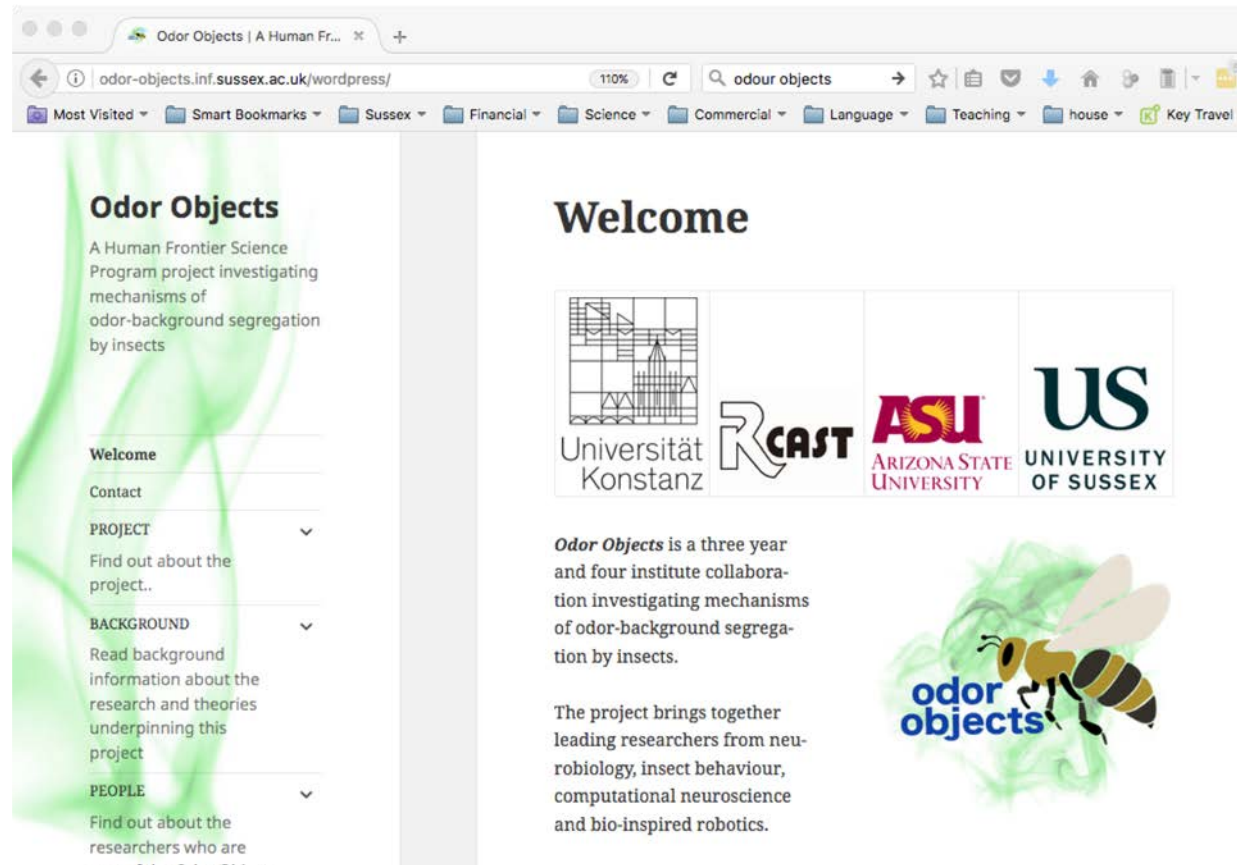 Odor Objects | A Human Fr...
odor-objects.inf.sussex.ac.uk/wordpress/
110%
odour objects
Most Visited
Smart Bookmarks
Sussex
Financial
Science
Commercial
Language
Teaching
house
Key Travel
Odor Objects
A Human Frontier Science
Program project investigating
mechanisms of
odor-background segregation
by insects
Welcome
Contact
PROJECT
Find out about the
project..
BACKGROUND
Read background
information about the
research and theories
underpinning this
project
PEOPLE
Find out about the
researchers who are
Welcome
Universität
Konstanz
RCAST
ASU
ARIZONA STATE
UNIVERSITY
US
UNIVERSITY
OF SUSSEX
Odor Objects is a three year
and four institute collabora-
tion investigating mechanisms
of odor-background segrega-
tion by insects.
The project brings together
leading researchers from neu-
robiology, insect behaviour,
computational neuroscience
and bio-inspired robotics.
odor
objects